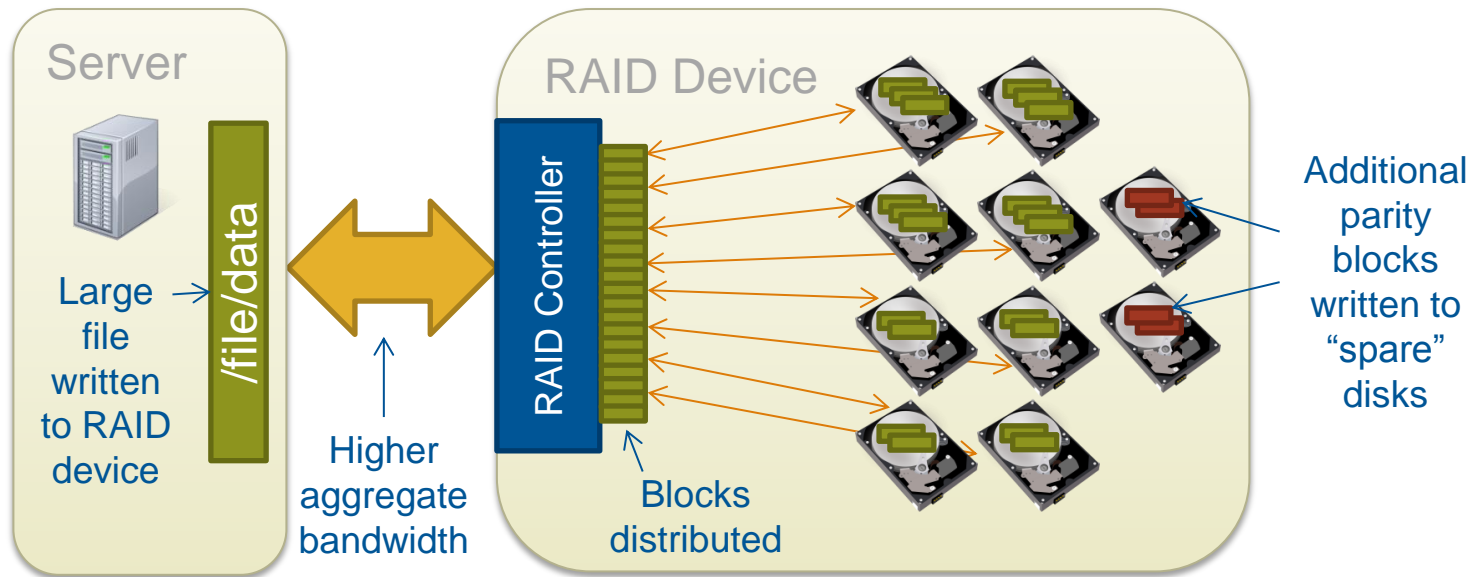 Server
/file/data
Large
file
written
to RAID
device
Higher
aggregate
bandwidth
RAID Device
RAID Controller
Blocks
distributed
Additional
parity
blocks
written to
“spare”
disks